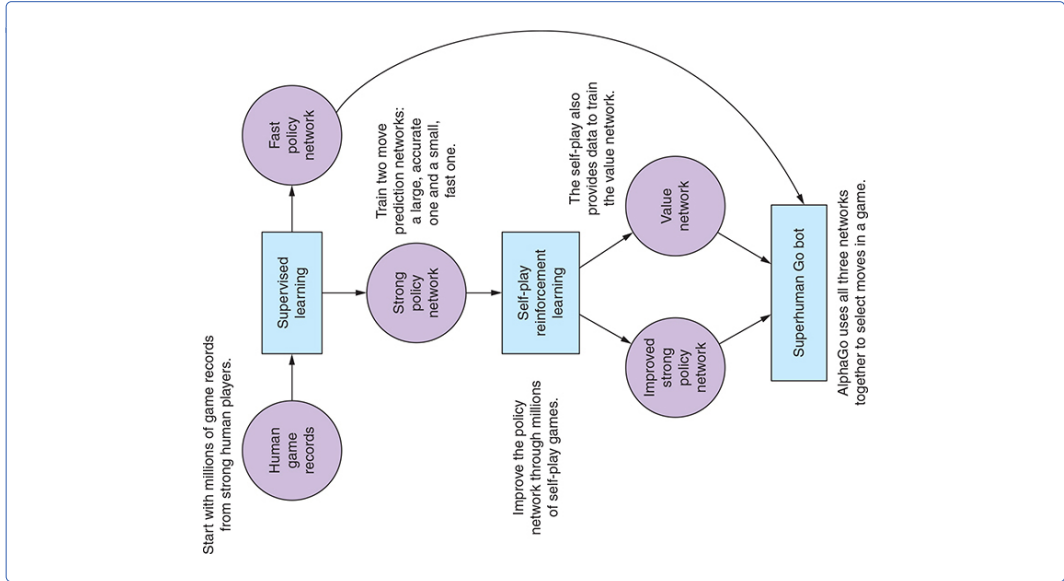 Start with millions of game records
from strong human players.
Human
game
records
Supervised
learning
Fast
policy
network
Train two move
prediction networks:
a large, accurate
one and a small,
fast one.
Strong
policy
network
Improve the policy
network through millions
of self-play games.
Self-play
reinforcement
learning
The self-play also
provides data to train
the value network.
Improved
strong
policy
network
Value
network
Superhuman Go bot
AlphaGo uses all three networks
together to select moves in a game.